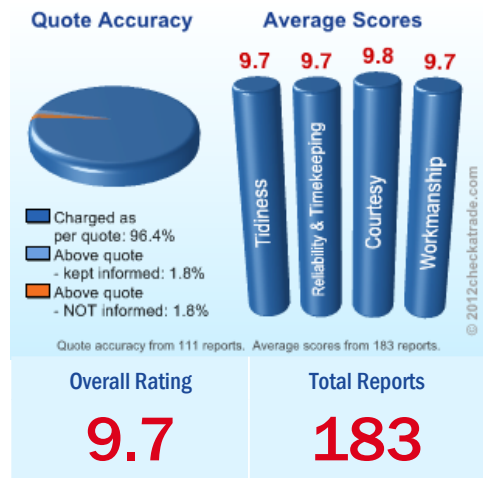 Quote Accuracy
Average Scores
9.7
9.7
9.8
9.7
Tidiness
Reliability & Timekeeping
Courtesy
Workmanship
Charged as
per quote: 96.4%
Above quote
- kept informed: 1.8%
Above quote
- NOT informed: 1.8%
© 2012checkatrade.com
Quote accuracy from 111 reports. Average scores from 183 reports.
Overall Rating
9.7
Total Reports
183